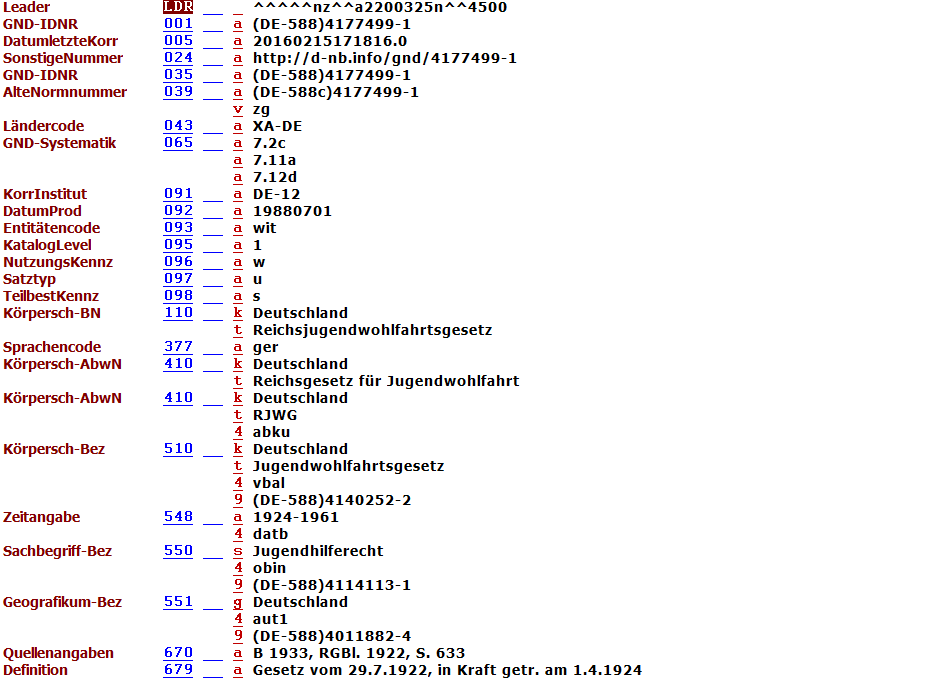 Leader LDR ^^^^^nz^^a2200325n^^4500
GND-IDNR 001 a (DE-588)4177499-1
DatumletzteKorr 005 a 20160215171816.0
SonstigeNummer 024 a http://d-nb.info/gnd/4177499-1
GND-IDNR 035 a (DE-588)4177499-1
AlteNormnummer 039 a (DE-588c)4177499-1
v zg
Ländercode 043 a XA-DE
GND-Systematik 065 a 7.2c
a 7.11a
a 7.12d
KorrInstitut 091 a DE-12
DatumProd 092 a 19880701
Entitätencode 093 a wit
KatalogLevel 095 a 1
NutzungsKennz 096 a w
Satztyp 097 a u
TeilbestKennz 098 a s
Körpersch-BN 110 k Deutschland
t Reichsjugendwohlfahrtsgesetz
Sprachencode 377 a ger
Körpersch-AbwN 410 k Deutschland
t Reichsgesetz für Jugendwohlfahrt
Körpersch-AbwN 410 k Deutschland
t RJWG
4 abku
Körpersch-Bez 510 k Deutschland
t Jugendwohlfahrtsgesetz
4 vbal
9 (DE-588)4140252-2
Zeitangabe 548 a 1924-1961
4 datb
Sachbegriff-Bez 550 s Jugendhilferecht
4 obin
9 (DE-588)4114113-1
Geografikum-Bez 551 g Deutschland
4 aut1
9 (DE-588)4011882-4
Quellenangaben 670 a B 1933, RGBl. 1922, S. 633
Definition 679 a Gesetz vom 29.7.1922, in Kraft getr. am 1.4.1924